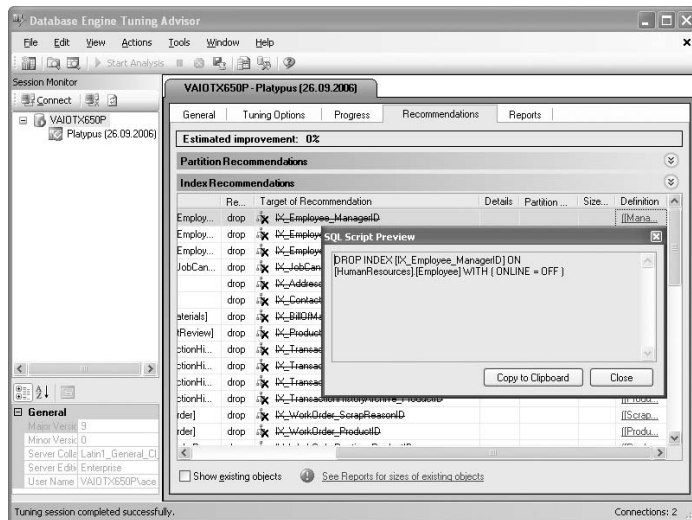 Database Engine Tuning Advisor
File Edit View Actions Tools Window Help
Start Analysis
Session Monitor
Connect
VAIOTX650P
Platypus (26.09.2006)
VAIOTX650P - Platypus (26.09.2006)
General Tuning Options Progress Recommendations Reports
Estimated improvement: 0%
Partition Recommendations
Index Recommendations
Re... Target of Recommendation Details Partition ... Size... Definition
Employ... drop IX_Employee_ManagerID [[Mana...
Employ... drop
Employ... drop
JobCan... drop
drop
drop
aterials] drop
tReview] drop
ctionHi... drop
ctionHi... drop
ctionHi... drop
ctionHi... drop [[Produ...
rder] drop IX_WorkOrder_ScrapReasonID [[Scrap...
rder] drop IX_WorkOrder_ProductID [[Produ...
SQL Script Preview
DROP INDEX [IX_Employee_ManagerID] ON
[HumanResources].[Employee] WITH ( ONLINE = OFF )
Copy to Clipboard Close
General
Major Versic 9
Minor Versic 0
Server Colla Latin1_General_CI
Server Editi Enterprise
User Name VAIOTX650P\ace
Show existing objects See Reports for sizes of existing objects
Tuning session completed successfully. Connections: 2